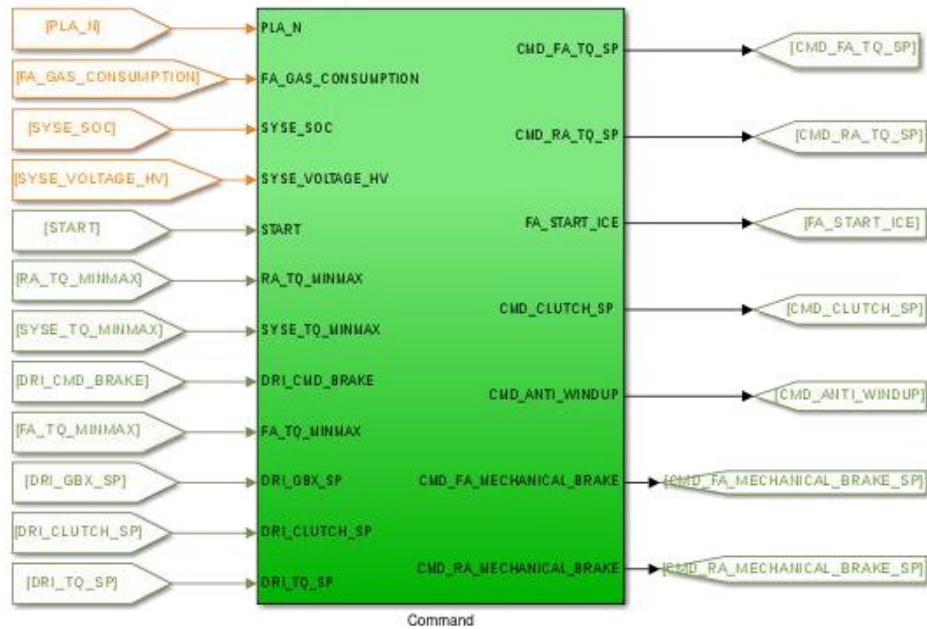 [PLA_N]
PLA_N
[FA_GAS_CONSUMPTION]
FA_GAS_CONSUMPTION
[SYSE_SOC]
SYSE_SOC
[SYSE_VOLTAGE_HV]
SYSE_VOLTAGE_HV
[START]
START
[RA_TQ_MINMAX]
RA_TQ_MINMAX
[SYSE_TQ_MINMAX]
SYSE_TQ_MINMAX
[DRI_CMD_BRAKE]
DRI_CMD_BRAKE
[FA_TQ_MINMAX]
FA_TQ_MINMAX
[DRI_GBX_SP]
DRI_GBX_SP
[DRI_CLUTCH_SP]
DRI_CLUTCH_SP
[DRI_TQ_SP]
DRI_TQ_SP
CMD_FA_TQ_SP
[CMD_FA_TQ_SP]
CMD_RA_TQ_SP
[CMD_RA_TQ_SP]
FA_START_ICE
[FA_START_ICE]
CMD_CLUTCH_SP
[CMD_CLUTCH_SP]
CMD_ANTI_WINDUP
[CMD_ANTI_WINDUP]
CMD_FA_MECHANICAL_BRAKE
[CMD_FA_MECHANICAL_BRAKE_SP]
CMD_RA_MECHANICAL_BRAKE
[CMD_RA_MECHANICAL_BRAKE_SP]
Command